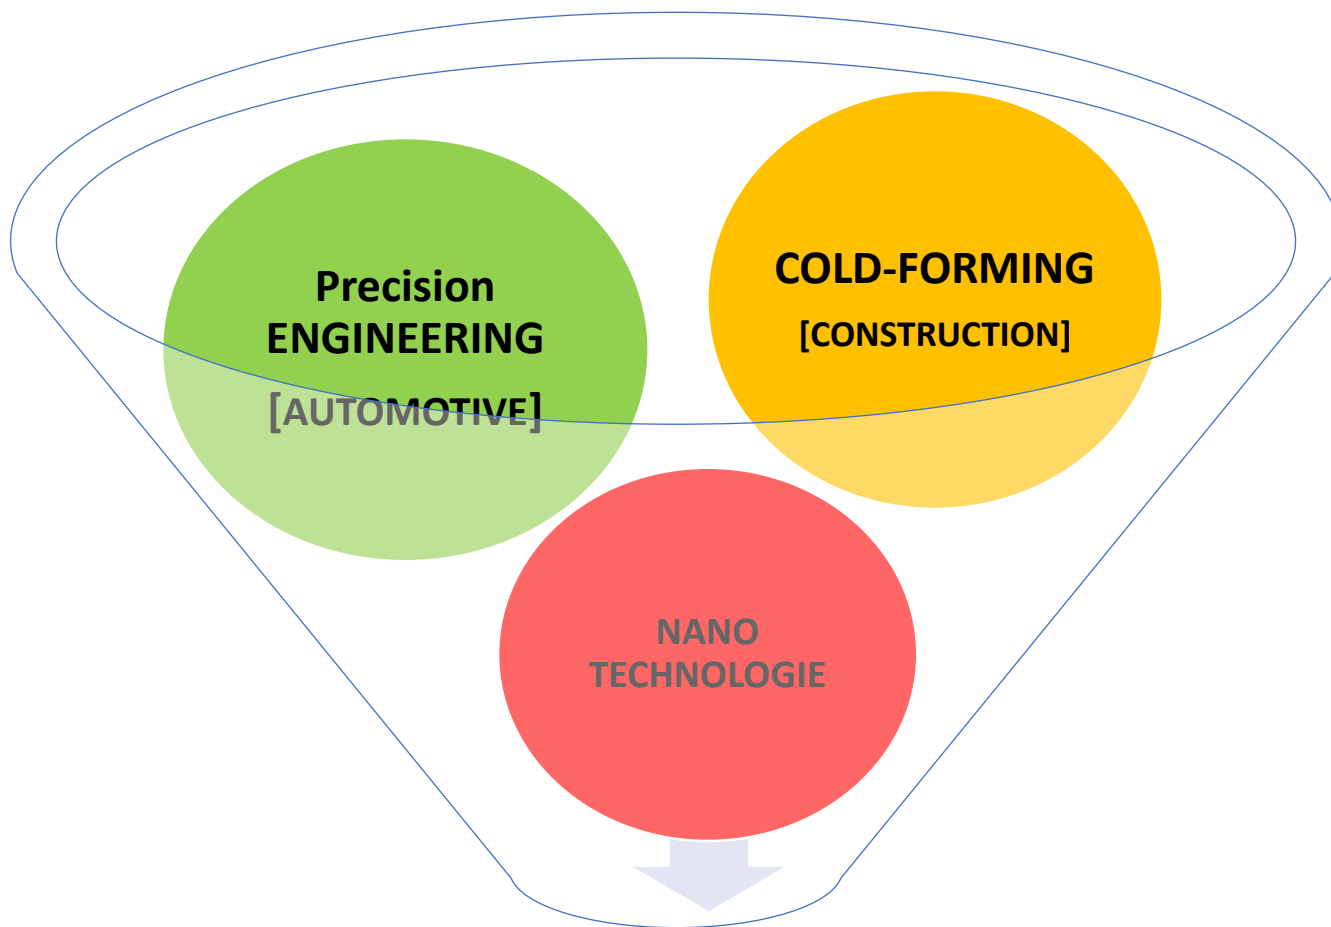 Precision
ENGINEERING
[AUTOMOTIVE]
COLD-FORMING
[CONSTRUCTION]
NANO
TECHNOLOGIE